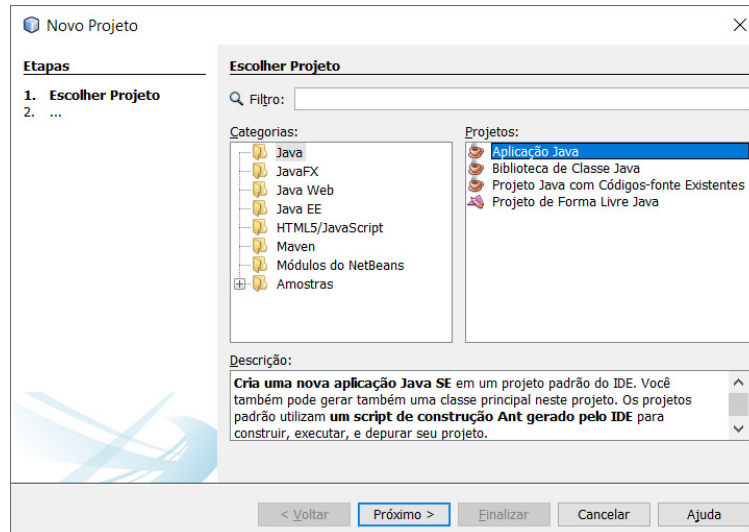 Novo Projeto
Etapas
1. Escolher Projeto
2. ...
Escolher Projeto
Filtro:
Categorias:
Java
JavaFX
Java Web
Java EE
HTML5/JavaScript
Maven
Módulos do NetBeans
Amostras
Projetos:
Aplicação Java
Biblioteca de Classe Java
Projeto Java com Códigos-fonte Existentes
Projeto de Forma Livre Java
Descrição:
Cria uma nova aplicação Java SE em um projeto padrão do IDE. Você
também pode gerar também uma classe principal neste projeto. Os projetos
padrão utilizam um script de construção Ant gerado pelo IDE para
construir, executar, e depurar seu projeto.
< Voltar
Próximo >
Finalizar
Cancelar
Ajuda